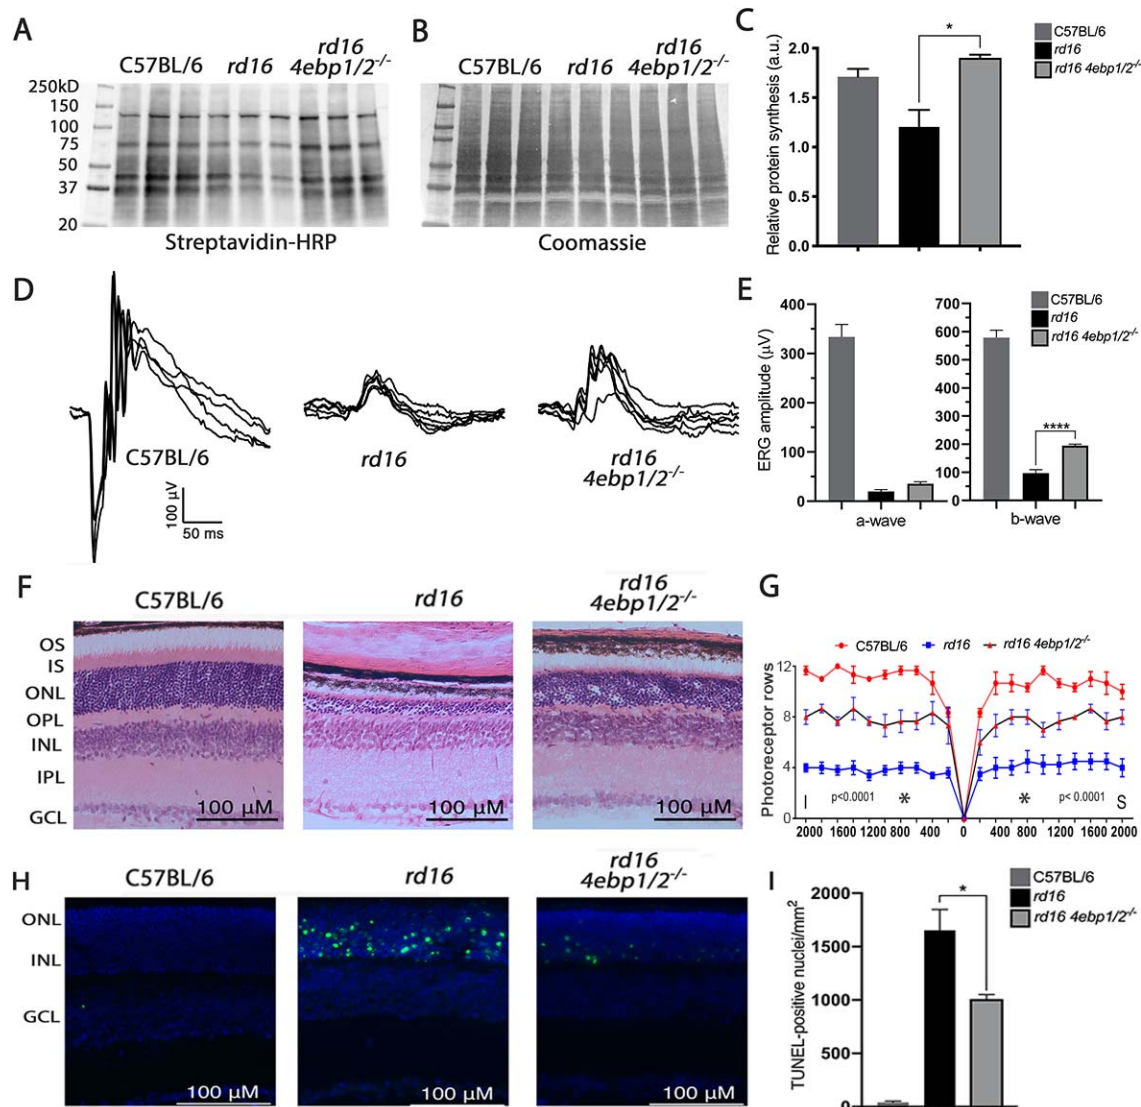 A
C57BL/6
rd16
rd16
4ebp1/2-/-
250kD
150
100
75
50
37
20
Streptavidin-HRP
B
C57BL/6
rd16
rd16
4ebp1/2-/-
Coomassie
C
Relative protein synthesis (a.u.)
2.0
1.5
1.0
0.5
0.0
*
C57BL/6
rd16
rd16 4ebp1/2-/-
D
C57BL/6
100 µV
50 ms
rd16
rd16
4ebp1/2-/-
E
ERG amplitude (µV)
400
300
200
100
0
a-wave
700
600
500
400
300
200
100
0
****
b-wave
C57BL/6
rd16
rd16 4ebp1/2-/-
F
C57BL/6
rd16
rd16
4ebp1/2-/-
OS
IS
ONL
OPL
INL
IPL
GCL
100 µM
100 µM
100 µM
G
C57BL/6
rd16
rd16 4ebp1/2-/-
Photoreceptor rows
12
8
4
0
I
p<0.0001
*
*
p< 0.0001
S
2000 1600 1200 800 400 0 400 800 1200 1600 2000
H
C57BL/6
rd16
rd16
4ebp1/2-/-
ONL
INL
GCL
100 µM
100 µM
100 µM
I
TUNEL-positive nuclei/mm2
2000
1500
1000
500
0
*
C57BL/6
rd16
rd16 4ebp1/2-/-